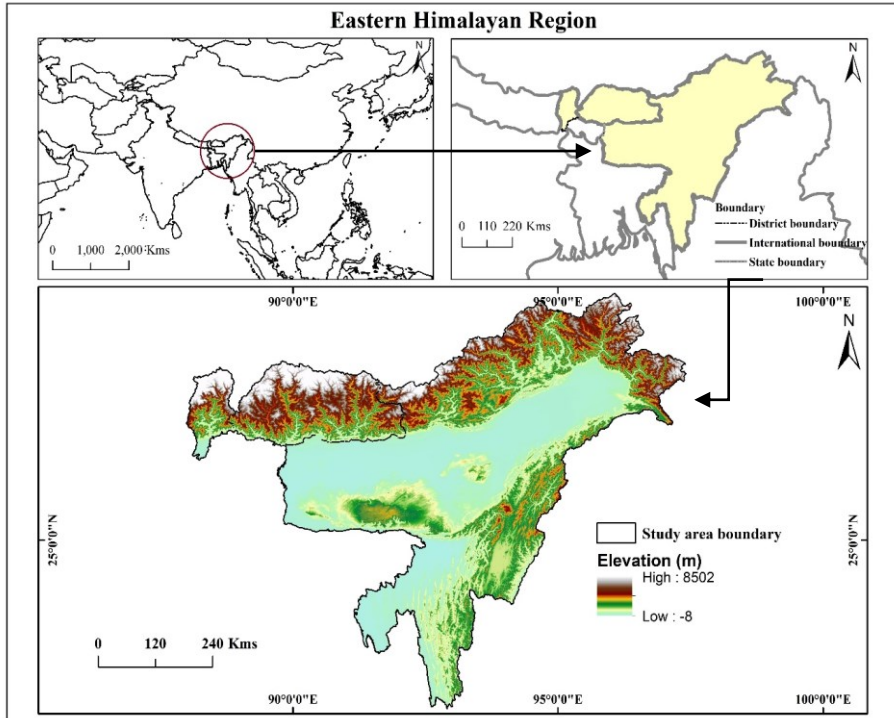 Eastern Himalayan Region
N
0 1,000 2,000 Kms
N
Boundary
District boundary
International boundary
State boundary
0 110 220 Kms
90°0'0"E 95°0'0"E 100°0'0"E
N
25°0'0"N
25°0'0"N
Study area boundary
Elevation (m)
High : 8502
Low : -8
0 120 240 Kms
90°0'0"E 95°0'0"E 100°0'0"E